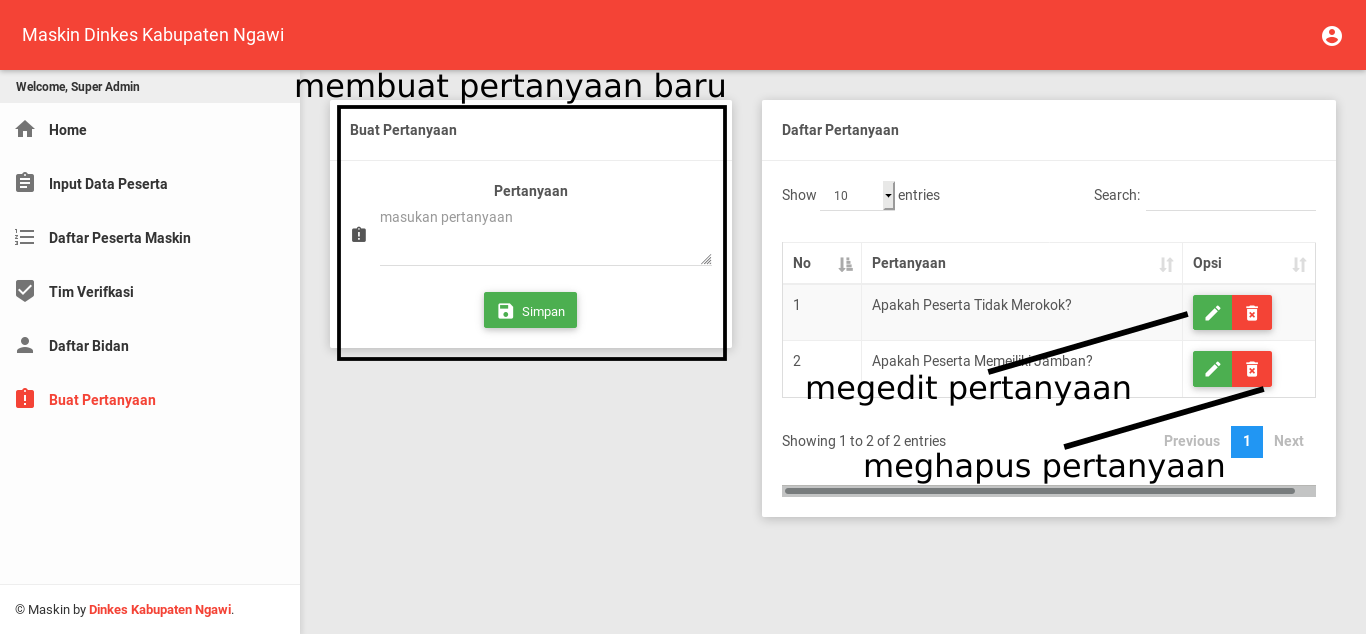 Maskin Dinkes Kabupaten Ngawi
Welcome, Super Admin
Home
Input Data Peserta
Daftar Peserta Maskin
Tim Verifkasi
Daftar Bidan
Buat Pertanyaan
© Maskin by Dinkes Kabupaten Ngawi.
membuat pertanyaan baru
Buat Pertanyaan
Pertanyaan
masukan pertanyaan
Simpan
Daftar Pertanyaan
Show 10 entries Search:
No Pertanyaan Opsi
1 Apakah Peserta Tidak Merokok?
2 Apakah Peserta Memeiliki Jamban?
megedit pertanyaan
Showing 1 to 2 of 2 entries Previous 1 Next
meghapus pertanyaan